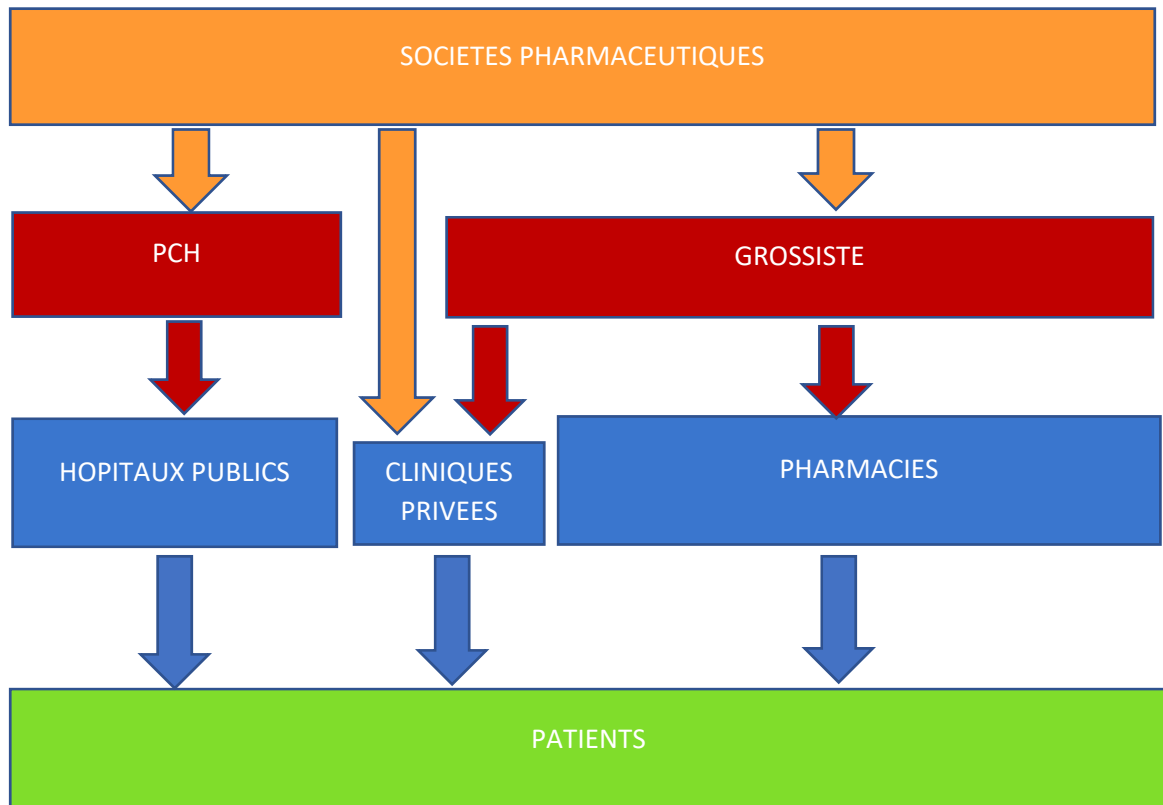 SOCIETES PHARMACEUTIQUES
PCH
GROSSISTE
HOPITAUX PUBLICS
CLINIQUES
PRIVEES
PHARMACIES
PATIENTS